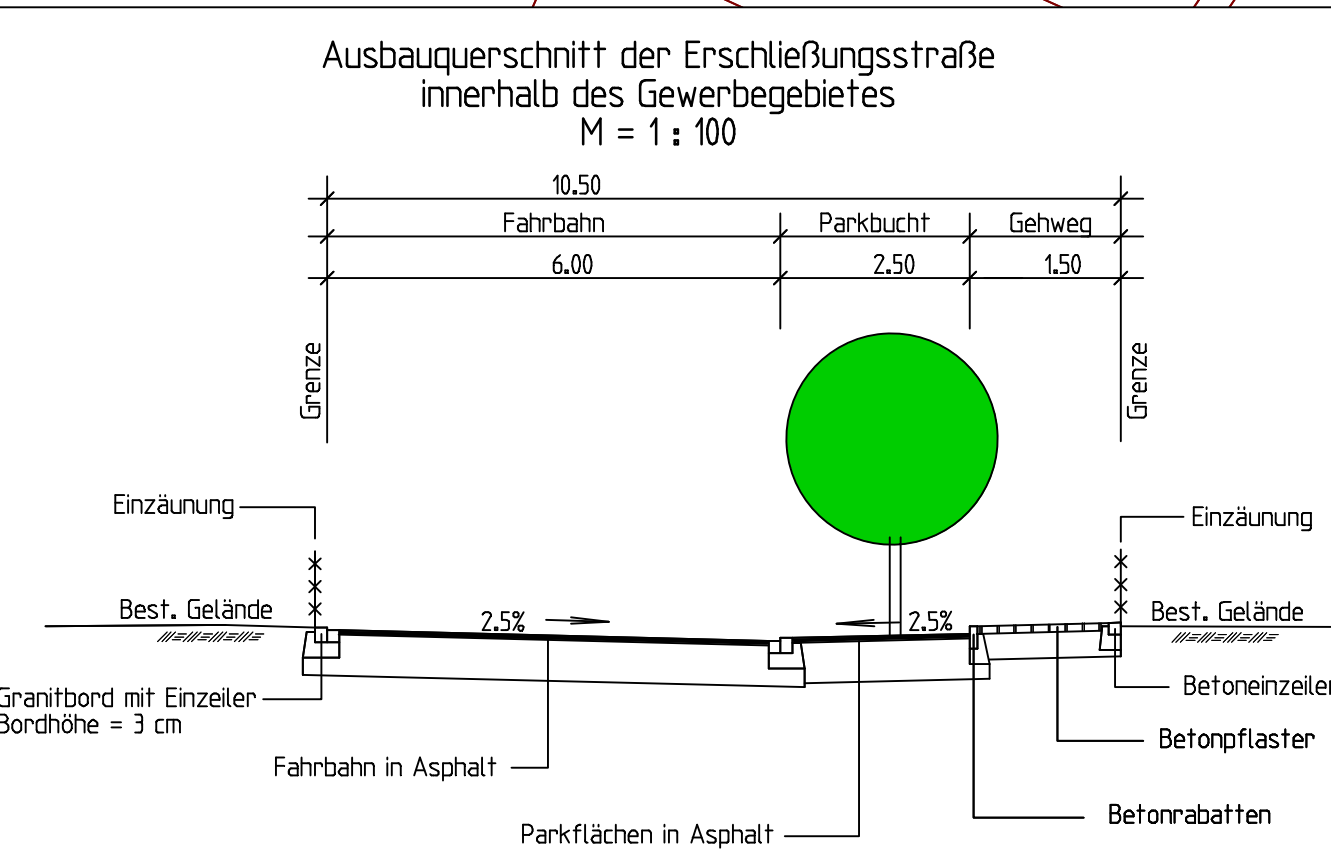 Ausbauquerschnitt der Erschließungsstraße
innerhalb des Gewerbegebietes
M = 1 : 100
10.50
Fahrbahn Parkbucht Gehweg
6.00 2.50 1.50
Grenze
Grenze
Einzäunung
Einzäunung
Best. Gelände
2.5%
2.5%
Best. Gelände
Granitbord mit Einzeiler
Bordhöhe = 3 cm
Betoneinzeiler
Betonpflaster
Fahrbahn in Asphalt
Betonrabatten
Parkflächen in Asphalt